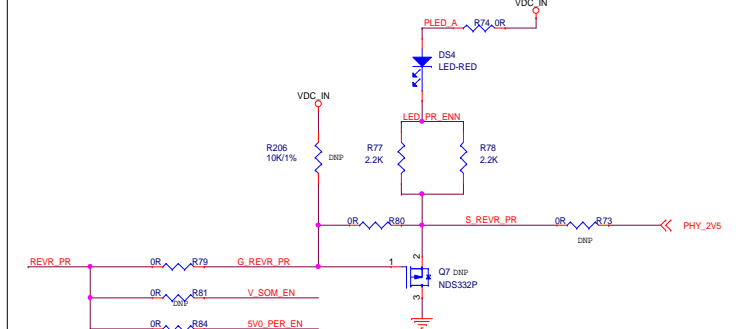 VDC_IN
PLED_A R74 0R
DS4
LED-RED
VDC_IN
LED_PR_ENN
R206
10K/1%
DNP
R77
2.2K
R78
2.2K
0R R80
S_REVR_PR
0R R73
DNP
PHY_2V5
REVR_PR
0R R79
G_REVR_PR
1
2
3
Q7 DNP
NDS332P
0R R81
DNP
V_SOM_EN
0R R84
5V0_PER_EN